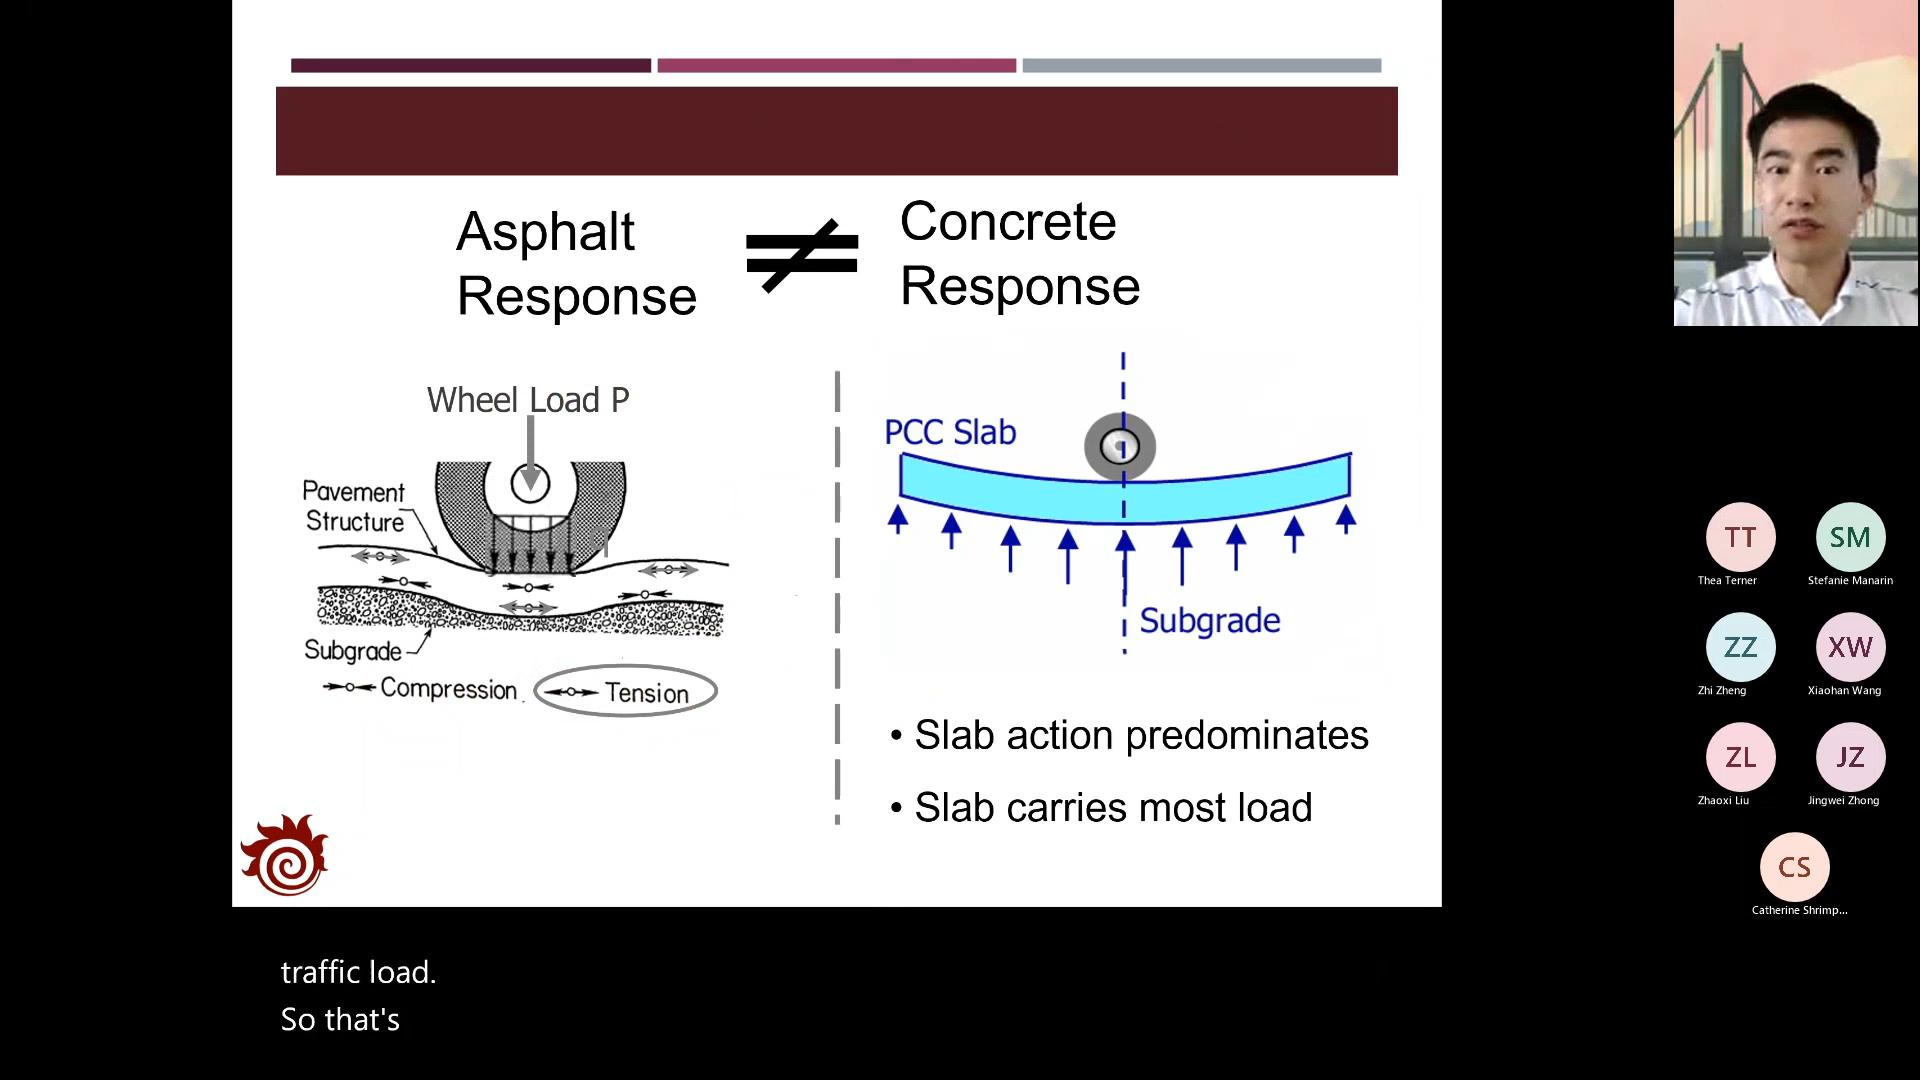 Asphalt
Response
Concrete
Response
Wheel Load P
Pavement
Structure
Subgrade
Compression
Tension
PCC Slab
Subgrade
• Slab action predominates
• Slab carries most load
TT
Thea Terner
SM
Stefanie Manarin
ZZ
Zhi Zheng
XW
Xiaohan Wang
ZL
Zhaoxi Liu
JZ
Jingwei Zhong
CS
Catherine Shrimp...
traffic load.
So that's